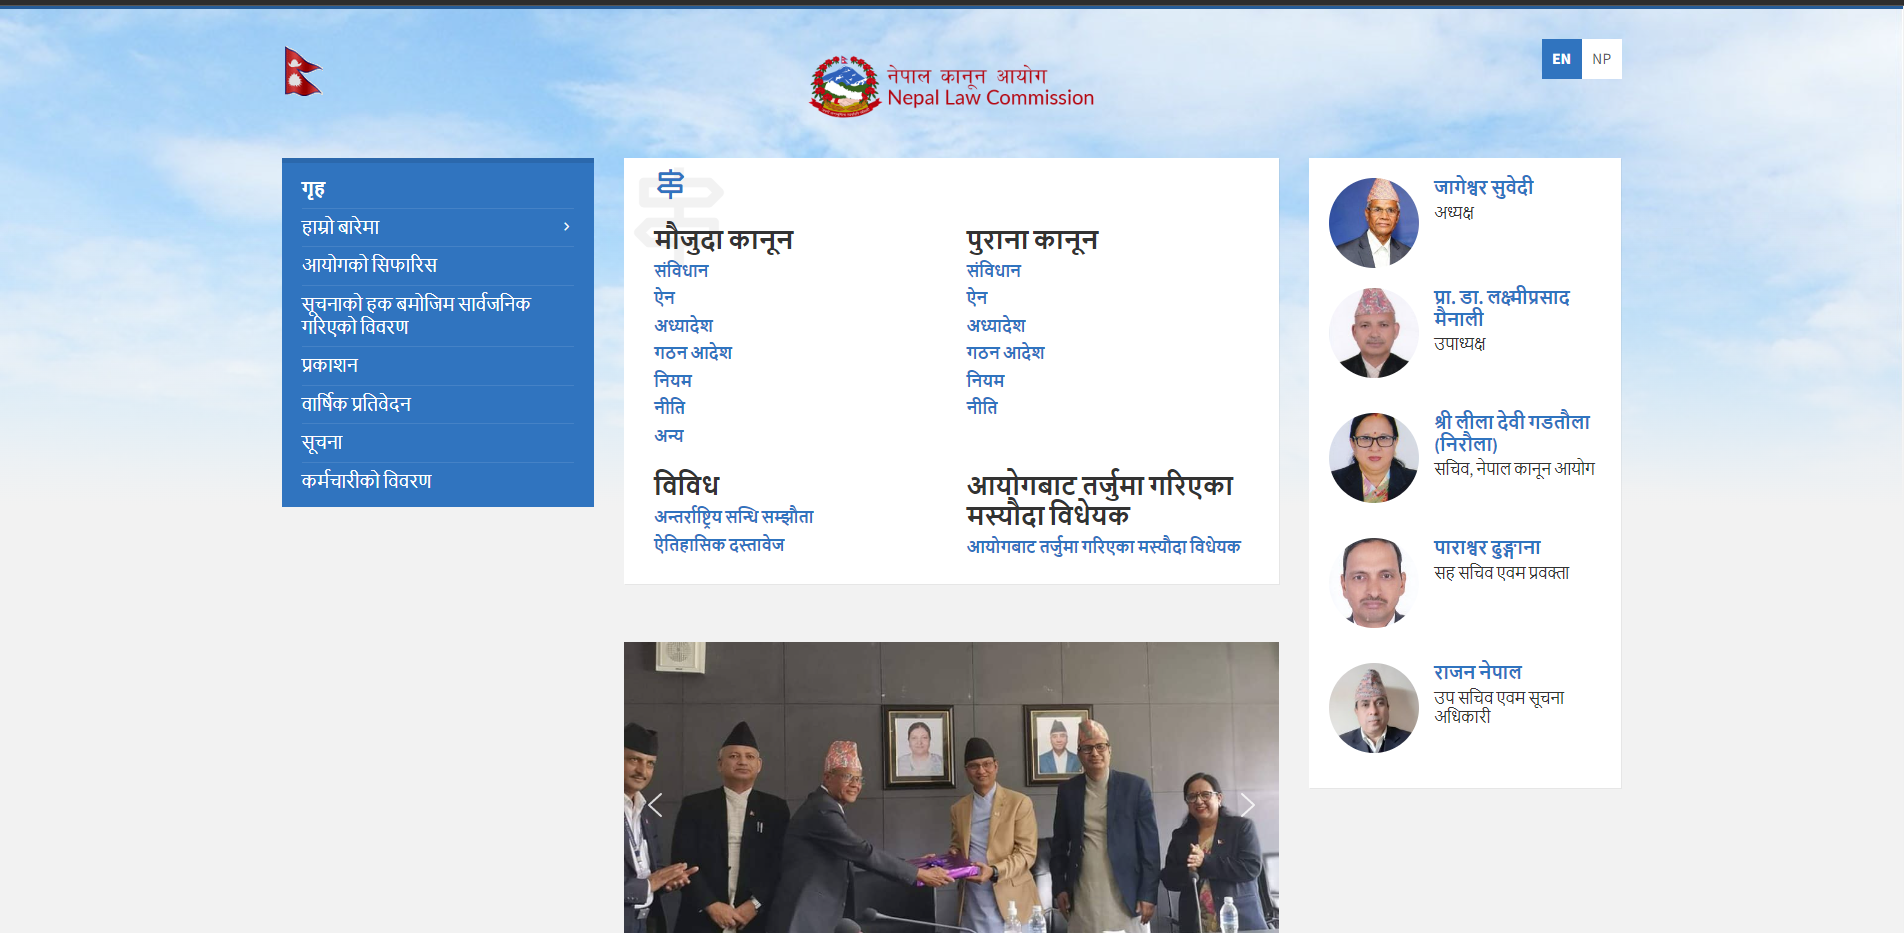 नेपाल कानून आयोग
Nepal Law Commission
EN NP
गृह
हाम्रो बारेमा
आयोगको सिफारिस
सूचनाको हक बमोजिम सार्वजनिक
गरिएको विवरण
प्रकाशन
वार्षिक प्रतिवेदन
सूचना
कर्मचारीको विवरण
मौजुदा कानून
संविधान
ऐन
अध्यादेश
गठन आदेश
नियम
नीति
अन्य
पुराना कानून
संविधान
ऐन
अध्यादेश
गठन आदेश
नियम
नीति
विविध
अन्तर्राष्ट्रिय सन्धि सम्झौता
ऐतिहासिक दस्तावेज
आयोगबाट तर्जुमा गरिएका
मस्यौदा विधेयक
आयोगबाट तर्जुमा गरिएका मस्यौदा विधेयक
जागेश्वर सुवेदी
अध्यक्ष
प्रा. डा. लक्ष्मीप्रसाद
मैनाली
उपाध्यक्ष
श्री लीला देवी गडतौला
(निरौला)
सचिव, नेपाल कानून आयोग
पाराश्वर ढुङ्गाना
सह सचिव एवम प्रवक्ता
राजन नेपाल
उप सचिव एवम सूचना
अधिकारी